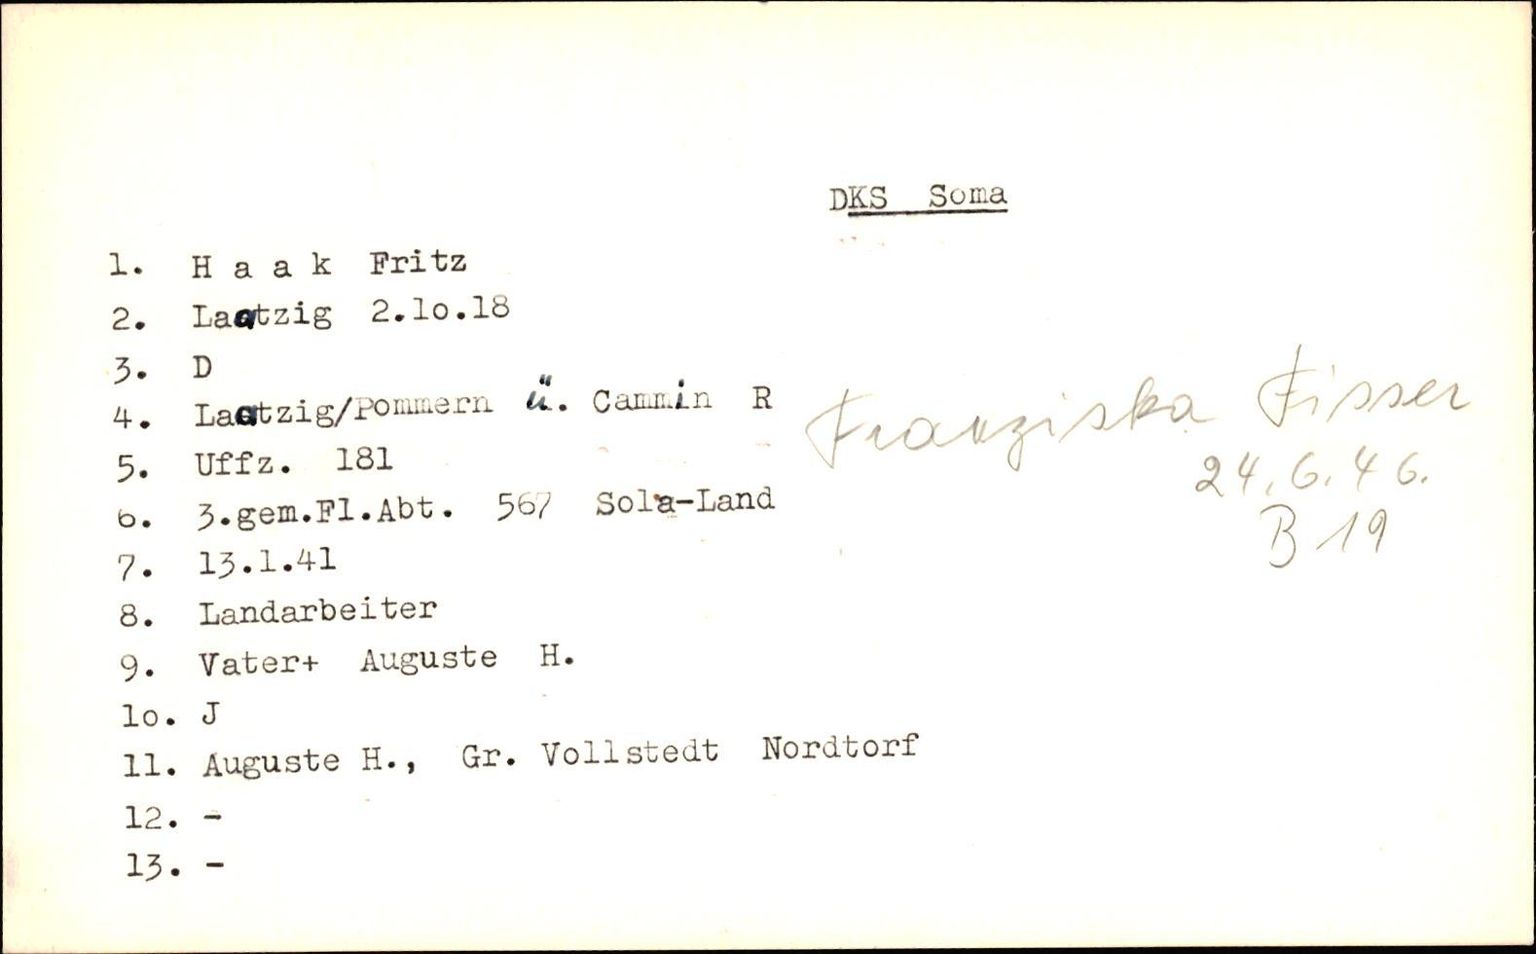 DKS Soma
1. H a a k Fritz
2. Laatzig 2.lo.18
3. D
4. Laatzig/Pommern ü. Cammin R
5. Uffz. 181
6. 3.gem.Fl.Abt. 567 Sola-Land
7. 13.1.41
8. Landarbeiter
9. Vater+ Auguste H.
lo. J
11. Auguste H., Gr. Vollstedt Nordtorf
12. -
13. -
Franziska Fisser
24.6.46.
B 19